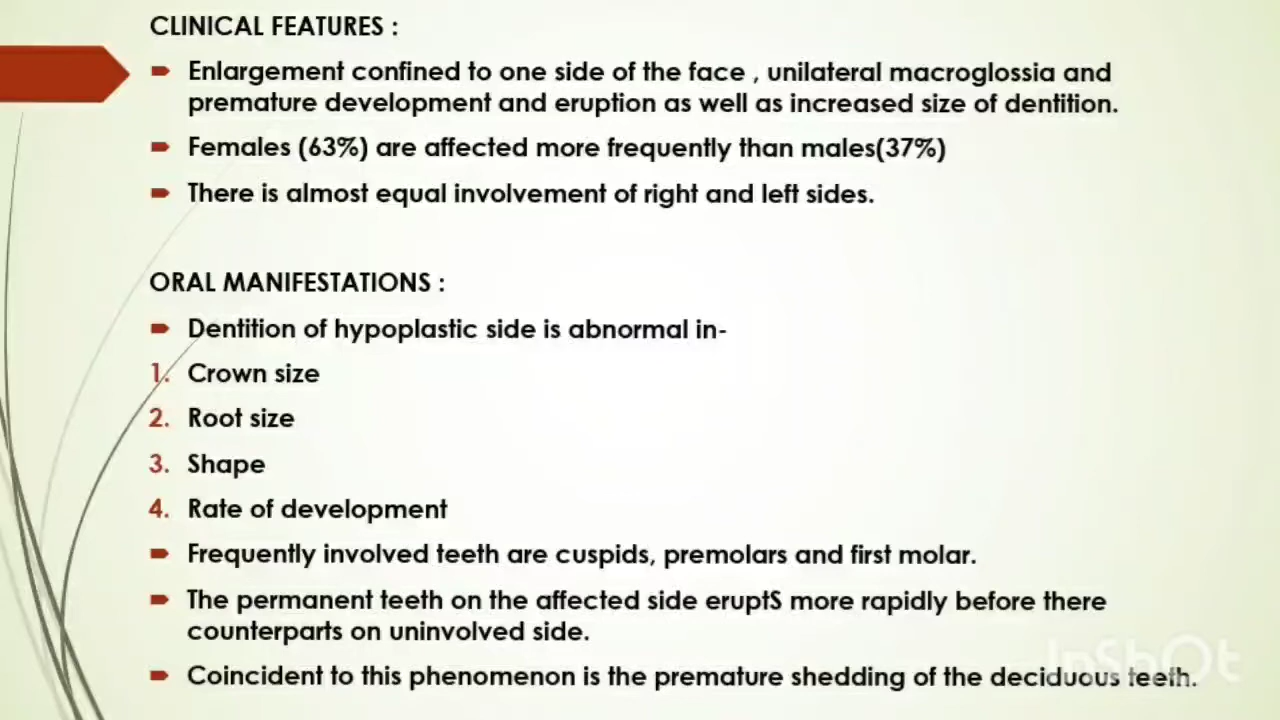 CLINICAL FEATURES :
Enlargement confined to one side of the face , unilateral macroglossia and
premature development and eruption as well as increased size of dentition.
Females (63%) are affected more frequently than males(37%)
There is almost equal involvement of right and left sides.
ORAL MANIFESTATIONS :
Dentition of hypoplastic side is abnormal in-
1. Crown size
2. Root size
3. Shape
4. Rate of development
Frequently involved teeth are cuspids, premolars and first molar.
The permanent teeth on the affected side eruptS more rapidly before there
counterparts on uninvolved side.
Coincident to this phenomenon is the premature shedding of the deciduous teeth.
InShOt